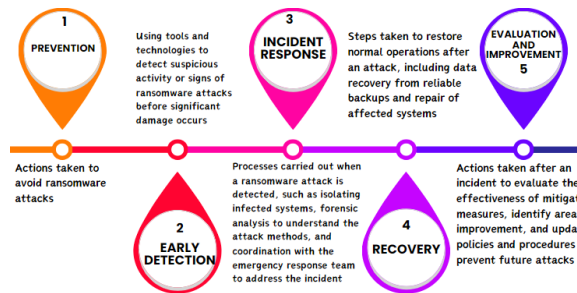 1
PREVENTION
Actions taken to
avoid ransomware
attacks
Using tools and
technologies to
detect suspicious
activity or signs of
ransomware attacks
before significant
damage occurs
2
EARLY
DETECTION
3
INCIDENT
RESPONSE
Processes carried out when
a ransomware attack is
detected, such as isolating
infected systems, forensic
analysis to understand the
attack methods, and
coordination with the
emergency response team
to address the incident
Steps taken to restore
normal operations after
an attack, including data
recovery from reliable
backups and repair of
affected systems
4
RECOVERY
EVALUATION
AND
IMPROVEMENT
5
Actions taken after an
incident to evaluate the
effectiveness of
measures, identify
improvement, and
policies and procedures
prevent future attacks